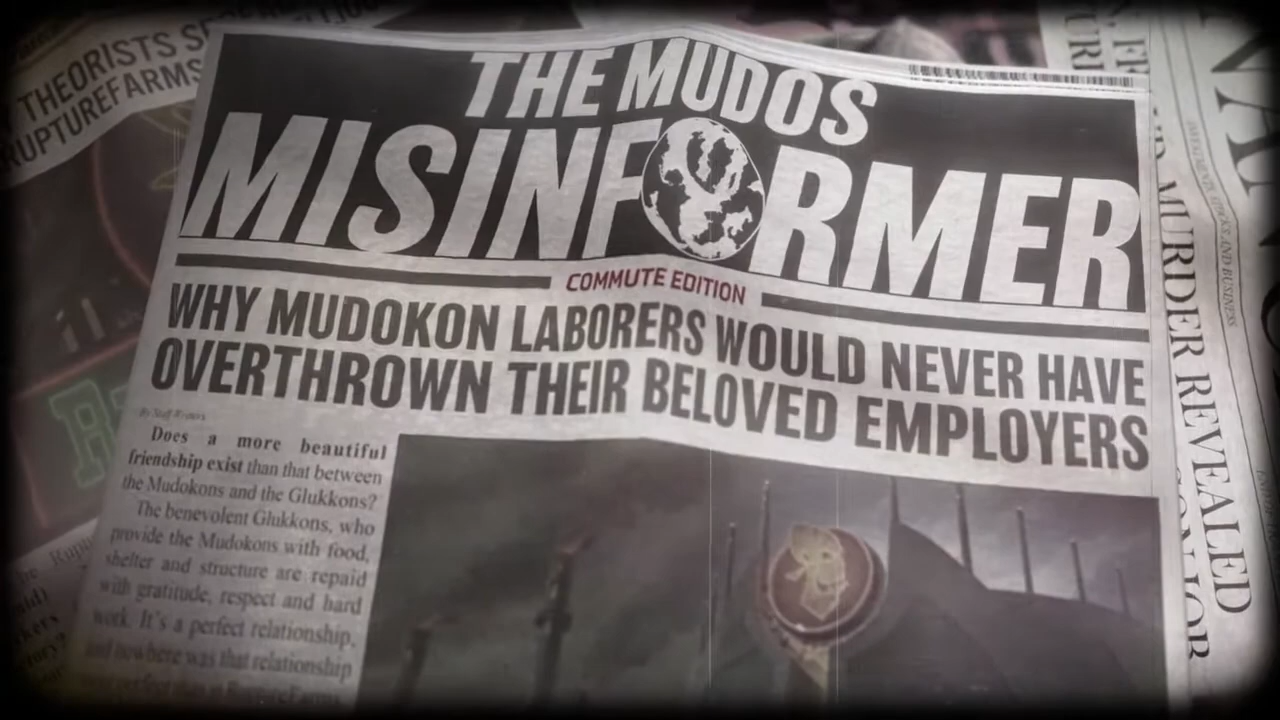 THE MUDOS
MISINFORMER
COMMUTE EDITION
WHY MUDOKON LABORERS WOULD NEVER HAVE
OVERTHROWN THEIR BELOVED EMPLOYERS
By Staff Writers
Does a more beautiful
friendship exist than that between
the Mudokons and the Glukkons?
The benevolent Glukkons, who
provide the Mudokons with food,
shelter and structure are repaid
with gratitude, respect and hard
work. It's a perfect relationship,
and nowhere was that relationship
THEORISTS
RUPTUREFARMS
MURDER REVEALED